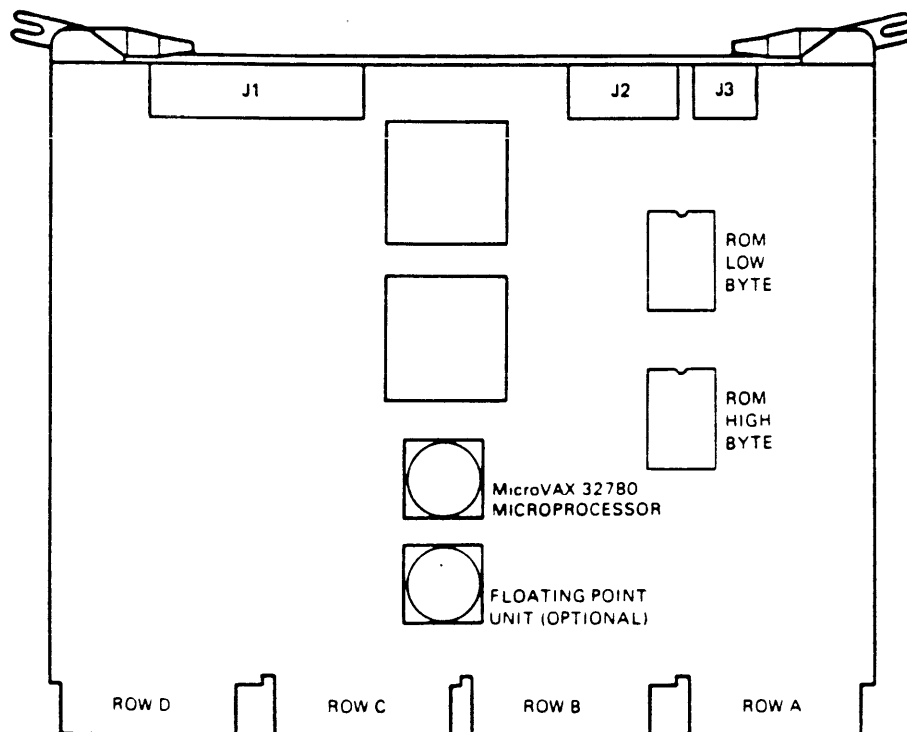 J1
J2
J3
ROM
LOW
BYTE
ROM
HIGH
BYTE
MicroVAX 32780
MICROPROCESSOR
FLOATING POINT
UNIT (OPTIONAL)
ROW D
ROW C
ROW B
ROW A